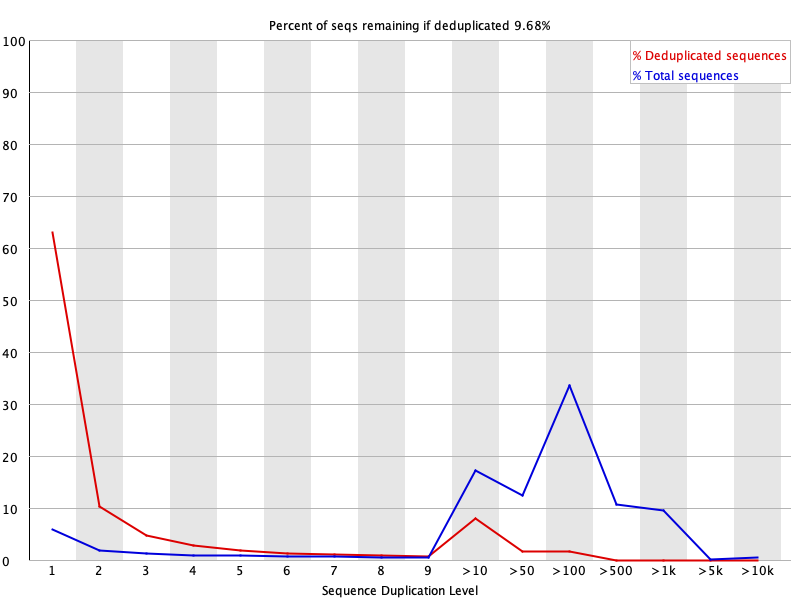 Percent of seqs remaining if deduplicated 9.68%
% Deduplicated sequences
% Total sequences
100
90
80
70
60
50
40
30
20
10
0
1 2 3 4 5 6 7 8 9 >10 >50 >100 >500 >1k >5k >10k
Sequence Duplication Level